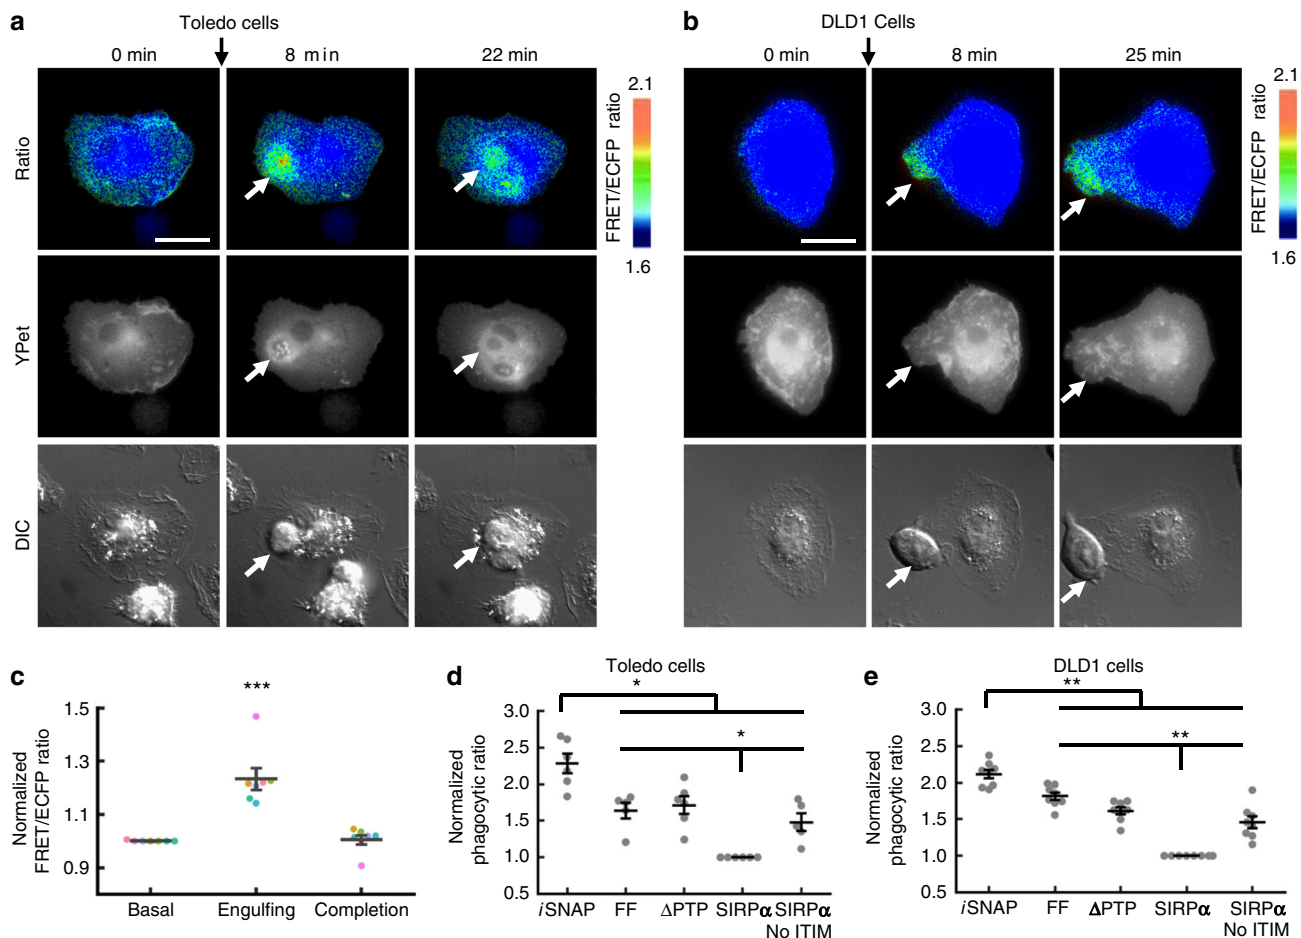 a
Toledo cells
0 min
8 min
22 min
Ratio
YPet
DIC
2.1
FRET/ECFP ratio
1.6
b
DLD1 Cells
0 min
8 min
25 min
2.1
FRET/ECFP ratio
1.6
c
***
Normalized
FRET/ECFP ratio
1.5
1.3
1.1
0.9
Basal
Engulfing
Completion
d
Toledo cells
*
*
Normalized
phagocytic ratio
3.0
2.5
2.0
1.5
1.0
0.5
iSNAP
FF
ΔPTP
SIRPα
SIRPα
No ITIM
e
DLD1 cells
**
**
Normalized
phagocytic ratio
3.0
2.5
2.0
1.5
1.0
0.5
iSNAP
FF
ΔPTP
SIRPα
SIRPα
No ITIM